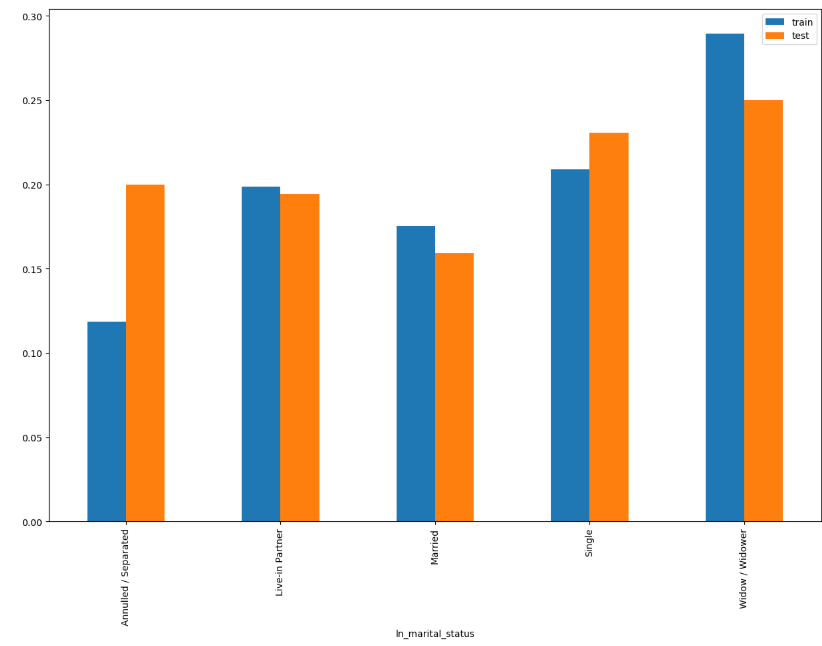 0.30
0.25
0.20
0.15
0.10
0.05
0.00
train
test
Annulled / Separated
Live-in Partner
Married
Single
Widow / Widower
ln_marital_status